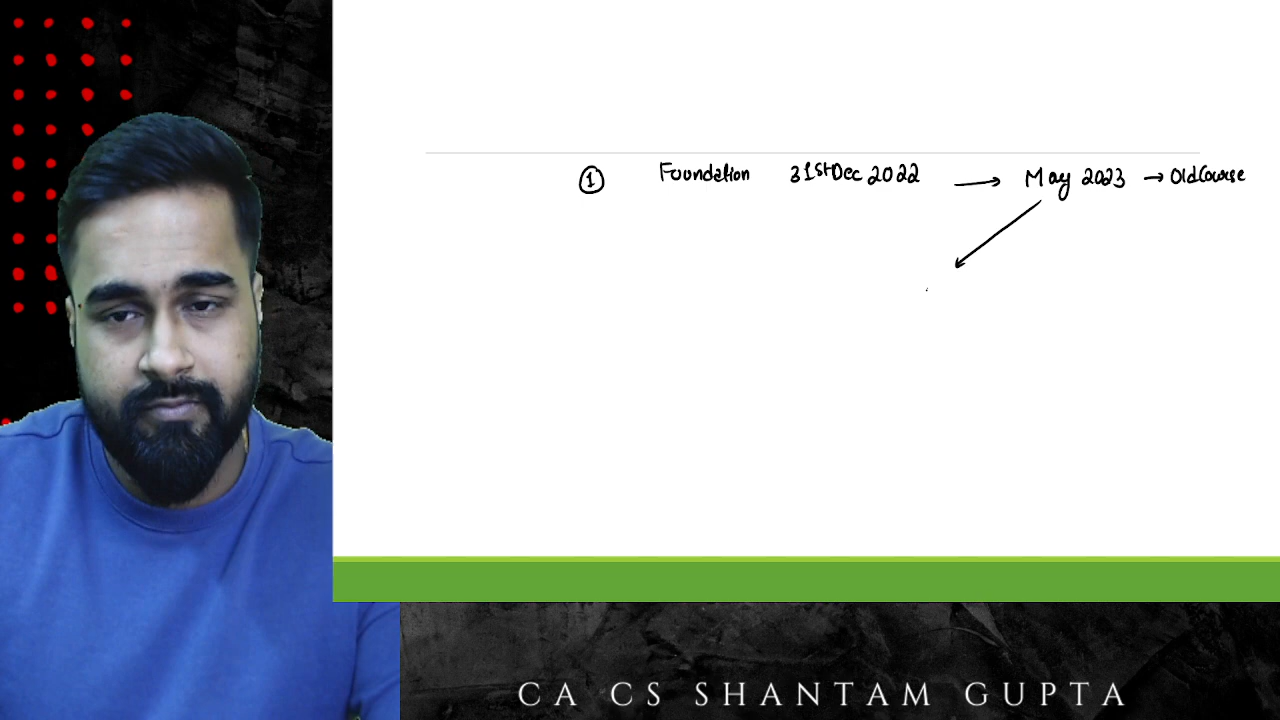 ① Foundation 31st Dec 2022 → May 2023 → Old Course
CA CS SHANTAM GUPTA